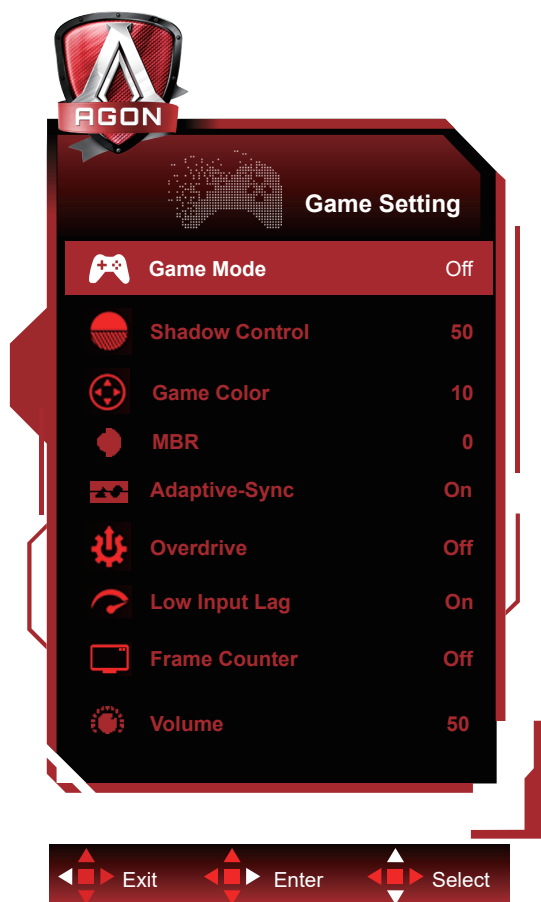 AGON
Game Setting
Game Mode Off
Shadow Control 50
Game Color 10
MBR 0
Adaptive-Sync On
Overdrive Off
Low Input Lag On
Frame Counter Off
Volume 50
Exit Enter Select